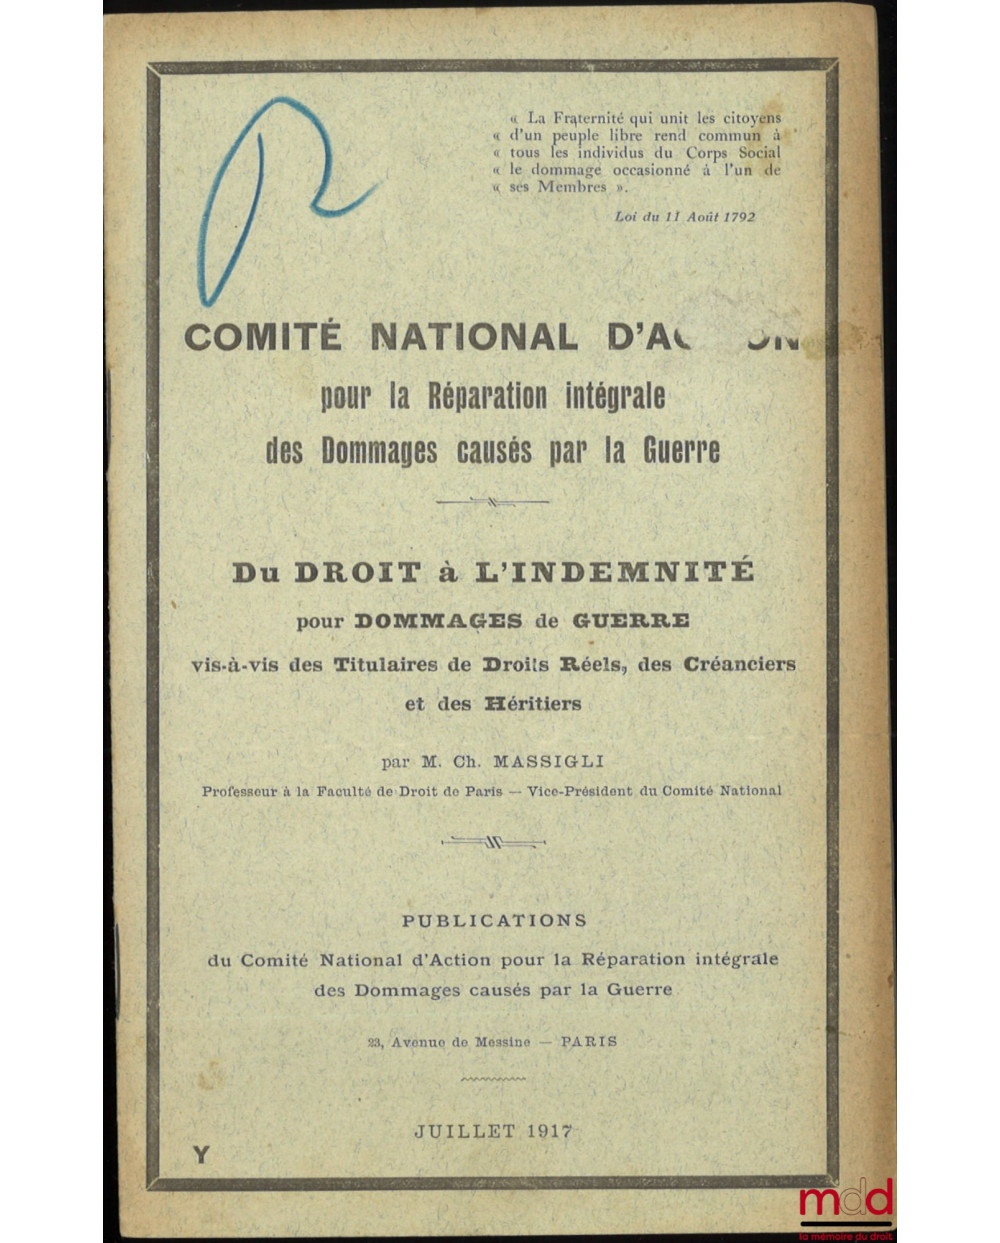 « La Fraternité qui unit les citoyens
« d'un peuple libre rend commun à
« tous les individus du Corps Social
« le dommage occasionné à l'un de
« ses Membres ».
Loi du 11 Août 1792
COMITÉ NATIONAL
pour la Réparation intégrale
des Dommages causés par la Guerre
Du DROIT à L'INDEMNITÉ
pour DOMMAGES de GUERRE
vis-à-vis des Titulaires de Droits Réels, des Créanciers
et des Héritiers
par M. Ch. MASSIGLI
Professeur à la Faculté de Droit de Paris — Vice-Président du Comité National
PUBLICATIONS
du Comité National d'Action pour la Réparation intégrale
des Dommages causés par la Guerre
23, Avenue de Messine — PARIS
JUILLET 1917
Y
mdd
la mémoire du droit